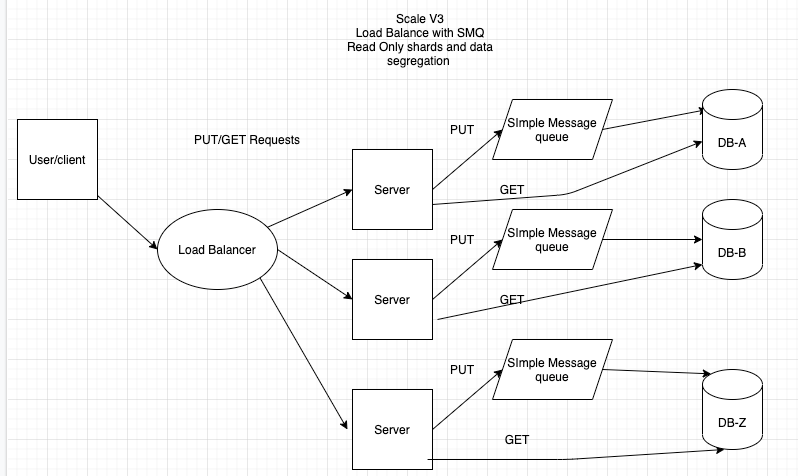 Scale V3
Load Balance with SMQ
Read Only shards and data
segregation
User/client
PUT/GET Requests
Load Balancer
Server
PUT
SImple Message
queue
GET
DB-A
Server
PUT
SImple Message
queue
GET
DB-B
Server
PUT
SImple Message
queue
GET
DB-Z